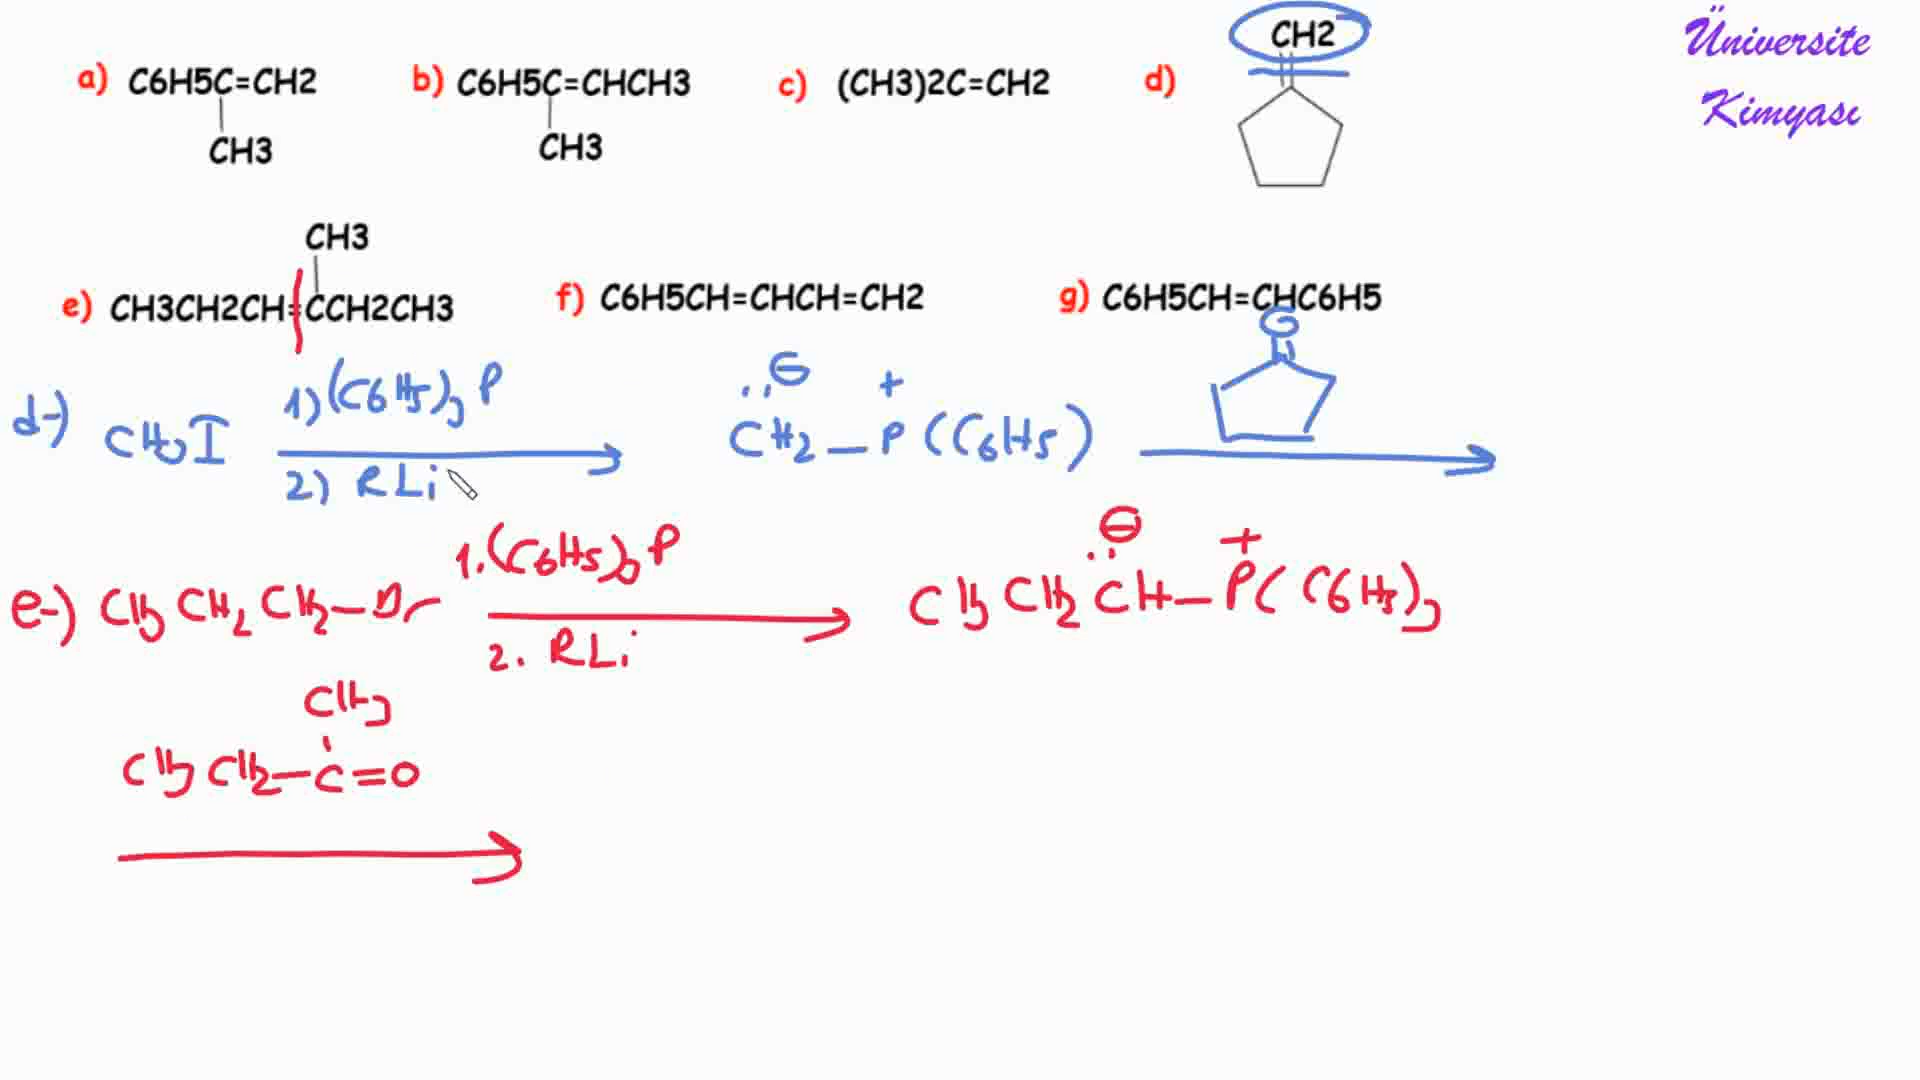 a) C6H5C=CH2 b) C6H5C=CHCH3 c) (CH3)2C=CH2 d) CH2
CH3 CH3
Üniversite
Kimyası
CH3
e) CH3CH2CH=CCH2CH3 f) C6H5CH=CHCH=CH2 g) C6H5CH=CHC6H5
O
d-) CH3I 1) (C6H5)3P ⊖ +
2) RLi CH2—P(C6H5)
e-) CH3CH2CH2—Br 1. (C6H5)3P ⊖ +
2. RLi CH3CH2CH—P(C6H5)3
CH3
CH3CH2—C=O